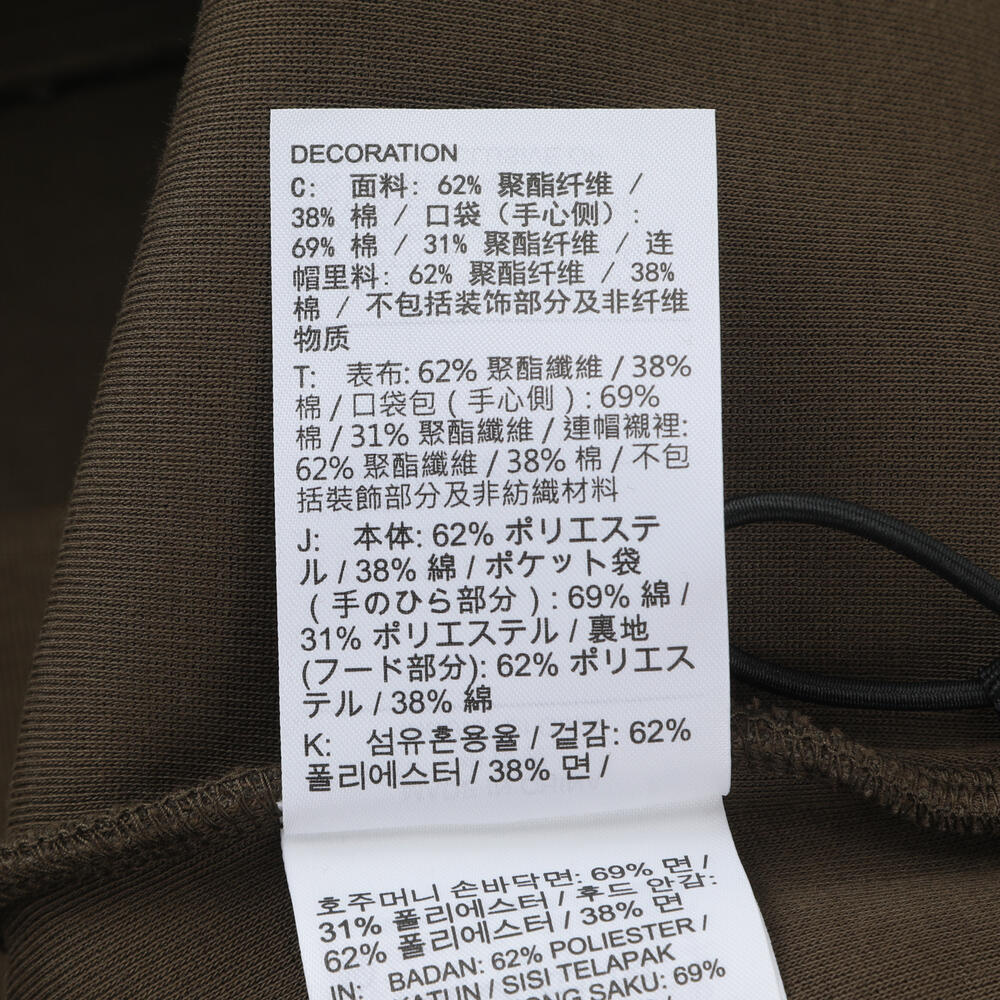 DECORATION
C: 面料: 62% 聚酯纤维 /
38% 棉 / 口袋（手心侧）:
69% 棉 / 31% 聚酯纤维 / 连
帽里料: 62% 聚酯纤维 / 38%
棉 / 不包括装饰部分及非纤维
物质
T: 表布: 62% 聚酯纖維 / 38%
棉 / 口袋包 ( 手心側 ) : 69%
棉 / 31% 聚酯纖維 / 連帽襯裡:
62% 聚酯纖維 / 38% 棉 / 不包
括裝飾部分及非紡織材料
J: 本体: 62% ポリエステ
ル / 38% 綿 / ポケット袋
( 手のひら部分 ) : 69% 綿 /
31% ポリエステル / 裏地
(フード部分): 62% ポリエス
テル / 38% 綿
K: 섬유혼용율 / 겉감: 62%
폴리에스터 / 38% 면 /
호주머니 손바닥면: 69% 면 /
31% 폴리에스터 / 후드 안감:
62% 폴리에스터 / 38% 면
IN: BADAN: 62% POLIESTER /
KATUN / SISI TELAPAK
SAKU: 69%